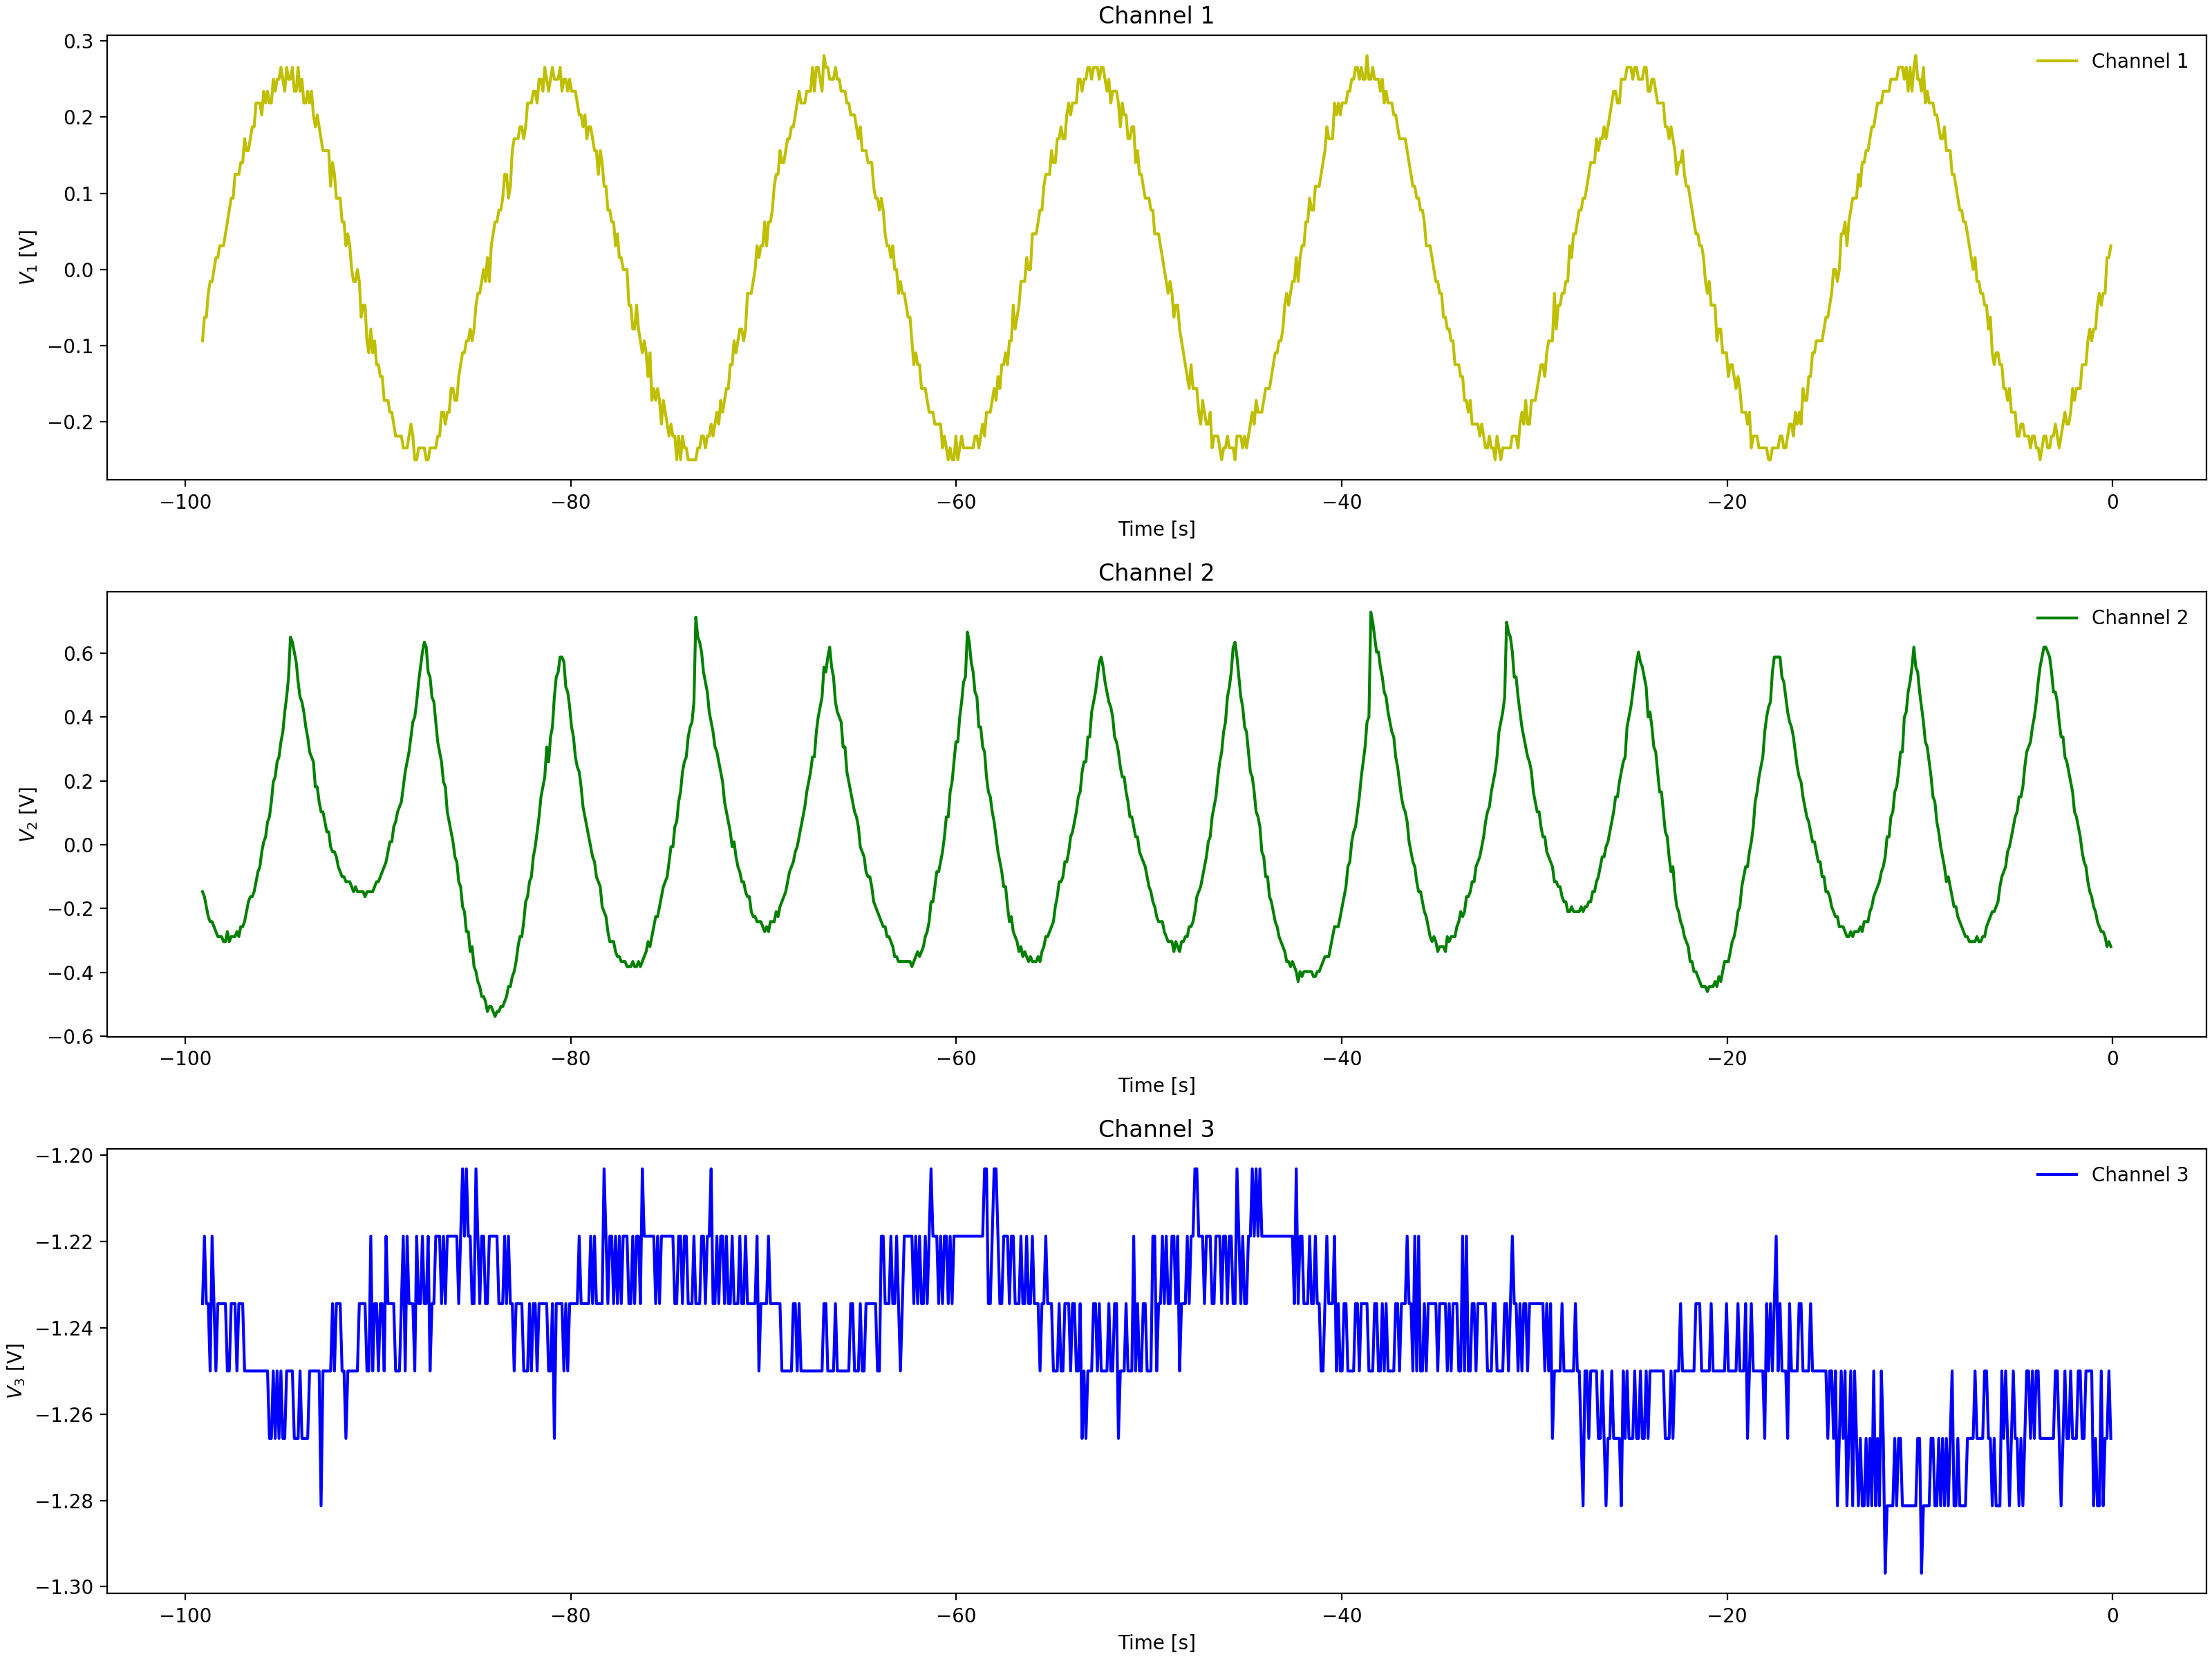 Channel 1
0.3
0.2
0.1
0.0
−0.1
−0.2
V1 [V]
Channel 1
−100 −80 −60 −40 −20 0
Time [s]
Channel 2
0.6
0.4
0.2
0.0
−0.2
−0.4
−0.6
V2 [V]
Channel 2
−100 −80 −60 −40 −20 0
Time [s]
Channel 3
−1.20
−1.22
−1.24
−1.26
−1.28
−1.30
V3 [V]
Channel 3
−100 −80 −60 −40 −20 0
Time [s]